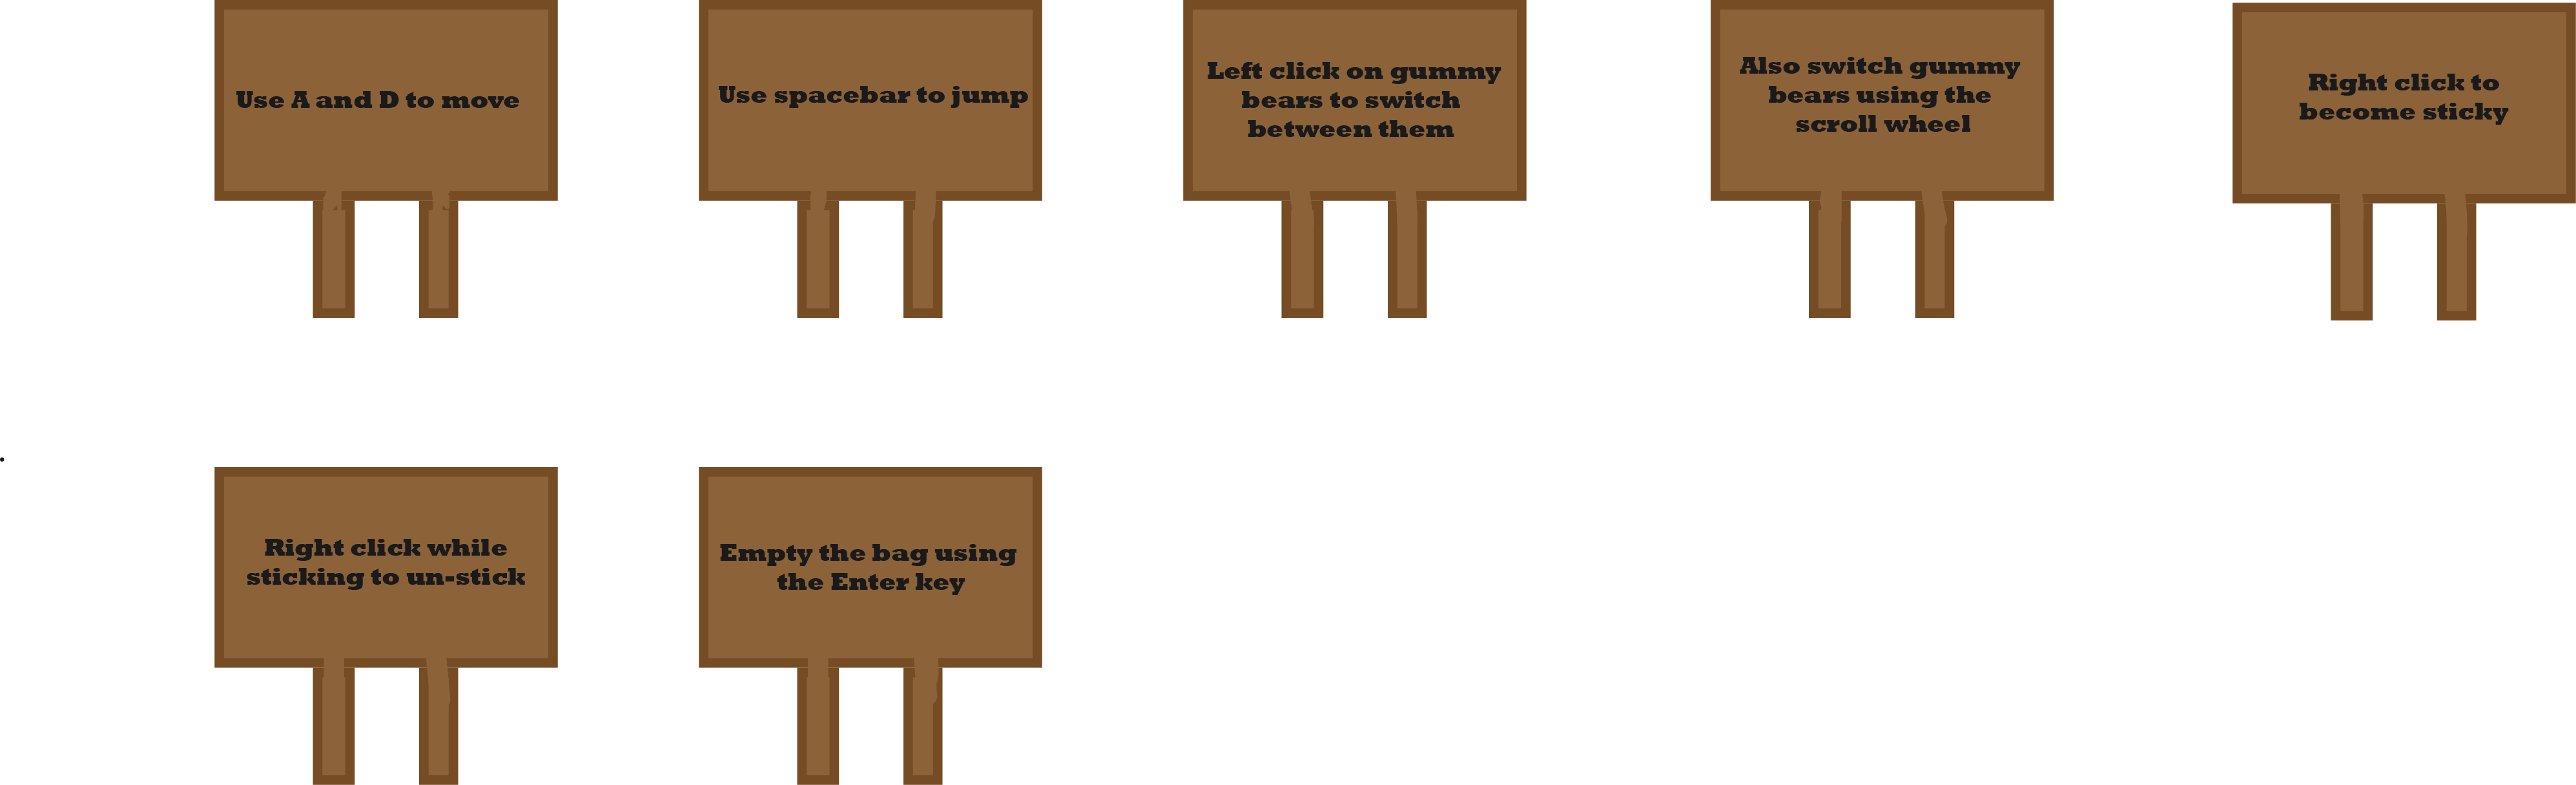 Use A and D to move
Use spacebar to jump
Left click on gummy
bears to switch
between them
Also switch gummy
bears using the
scroll wheel
Right click to
become sticky
.
Right click while
sticking to un-stick
Empty the bag using
the Enter key